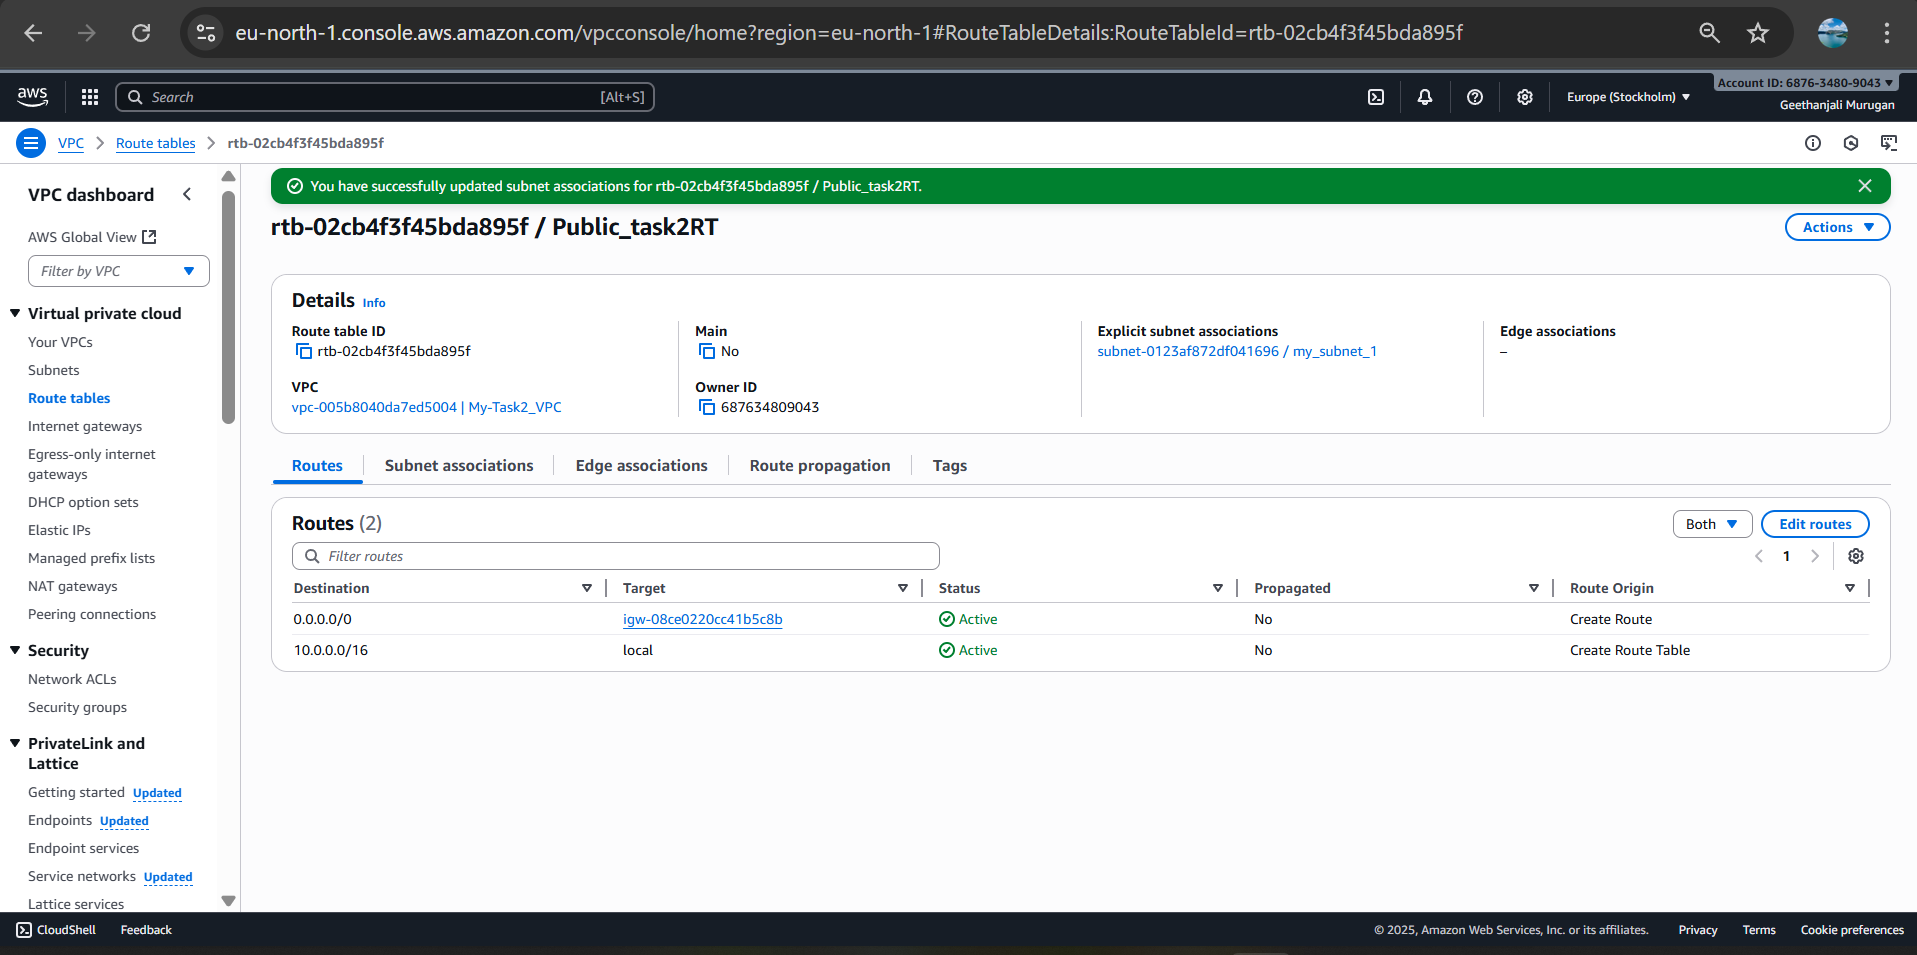 eu-north-1.console.aws.amazon.com/vpcconsole/home?region=eu-north-1#RouteTableDetails:RouteTableId=rtb-02cb4f3f45bda895f
aws
Search [Alt+S]
Europe (Stockholm)
Account ID: 6876-3480-9043
Geethanjali Murugan
VPC
Route tables
rtb-02cb4f3f45bda895f
VPC dashboard
AWS Global View
Filter by VPC
Virtual private cloud
Your VPCs
Subnets
Route tables
Internet gateways
Egress-only internet
gateways
DHCP option sets
Elastic IPs
Managed prefix lists
NAT gateways
Peering connections
Security
Network ACLs
Security groups
PrivateLink and
Lattice
Getting started Updated
Endpoints Updated
Endpoint services
Service networks Updated
Lattice services
You have successfully updated subnet associations for rtb-02cb4f3f45bda895f / Public_task2RT.
rtb-02cb4f3f45bda895f / Public_task2RT
Actions
Details Info
Route table ID
rtb-02cb4f3f45bda895f
VPC
vpc-005b8040da7ed5004 | My-Task2_VPC
Main
No
Owner ID
687634809043
Explicit subnet associations
subnet-0123af872df041696 / my_subnet_1
Edge associations
–
Routes Subnet associations Edge associations Route propagation Tags
Routes (2)
Both Edit routes
Filter routes
1
Destination Target Status Propagated Route Origin
0.0.0.0/0 igw-08ce0220cc41b5c8b Active No Create Route
10.0.0.0/16 local Active No Create Route Table
CloudShell Feedback
© 2025, Amazon Web Services, Inc. or its affiliates. Privacy Terms Cookie preferences